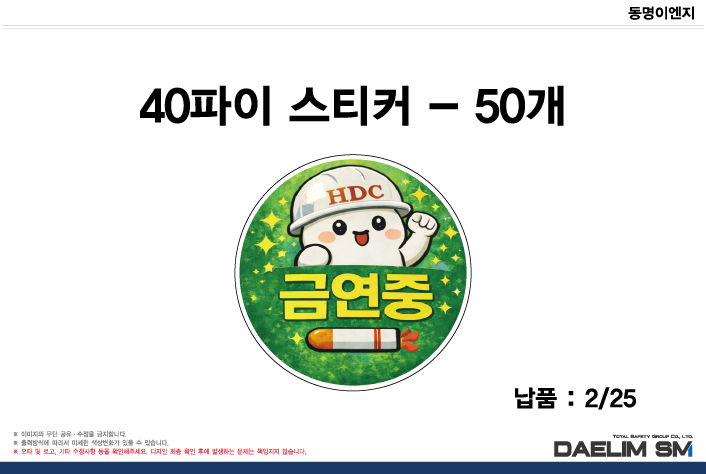 동명이엔지
40파이 스티커 - 50개
HDC
금연중
납품 : 2/25
※ 이미지의 무단 공유·수정을 금지합니다.
※ 출력방식에 따라서 미세한 색상변화가 있을 수 있습니다.
※ 오타 및 로고, 기타 수정사항 등을 확인해주세요. 디자인 최종 확인 후에 발생하는 문제는 책임지지 않습니다.
TOTAL SAFETY GROUP CO., LTD.
DAELIM SM